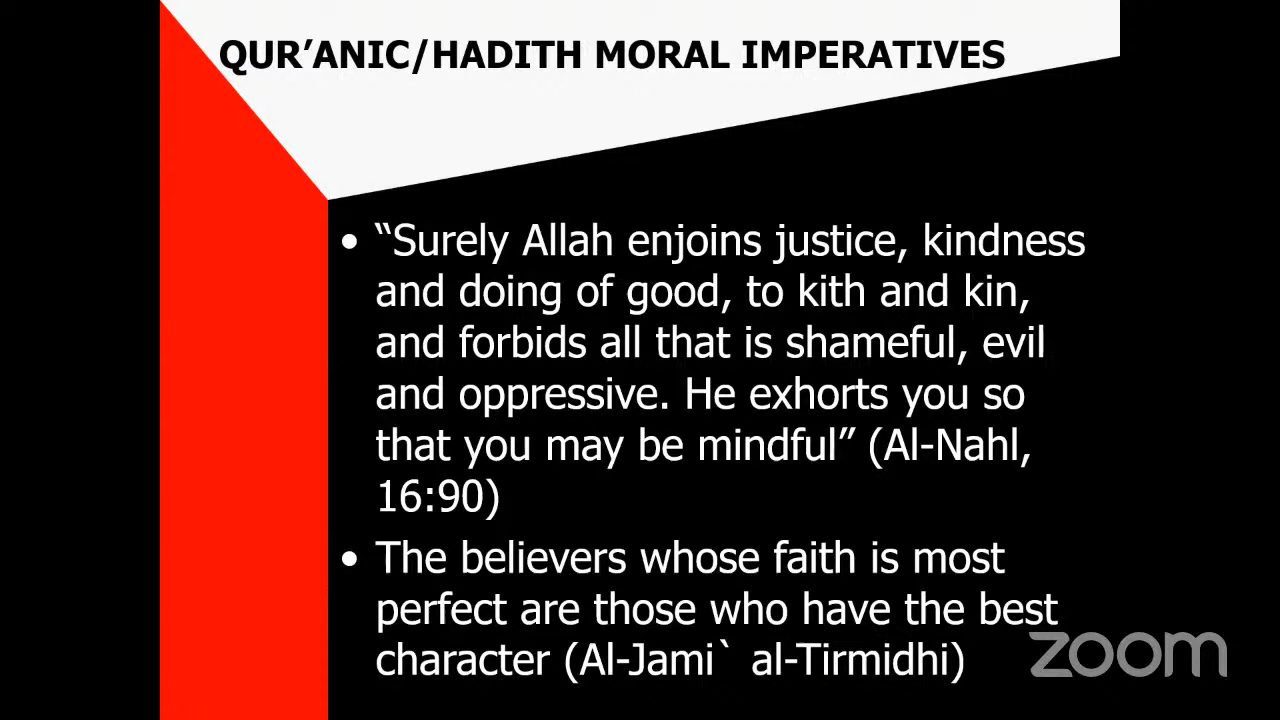 QUR’ANIC/HADITH MORAL IMPERATIVES
• “Surely Allah enjoins justice, kindness
and doing of good, to kith and kin,
and forbids all that is shameful, evil
and oppressive. He exhorts you so
that you may be mindful” (Al-Nahl,
16:90)
• The believers whose faith is most
perfect are those who have the best
character (Al-Jami` al-Tirmidhi)
zoom